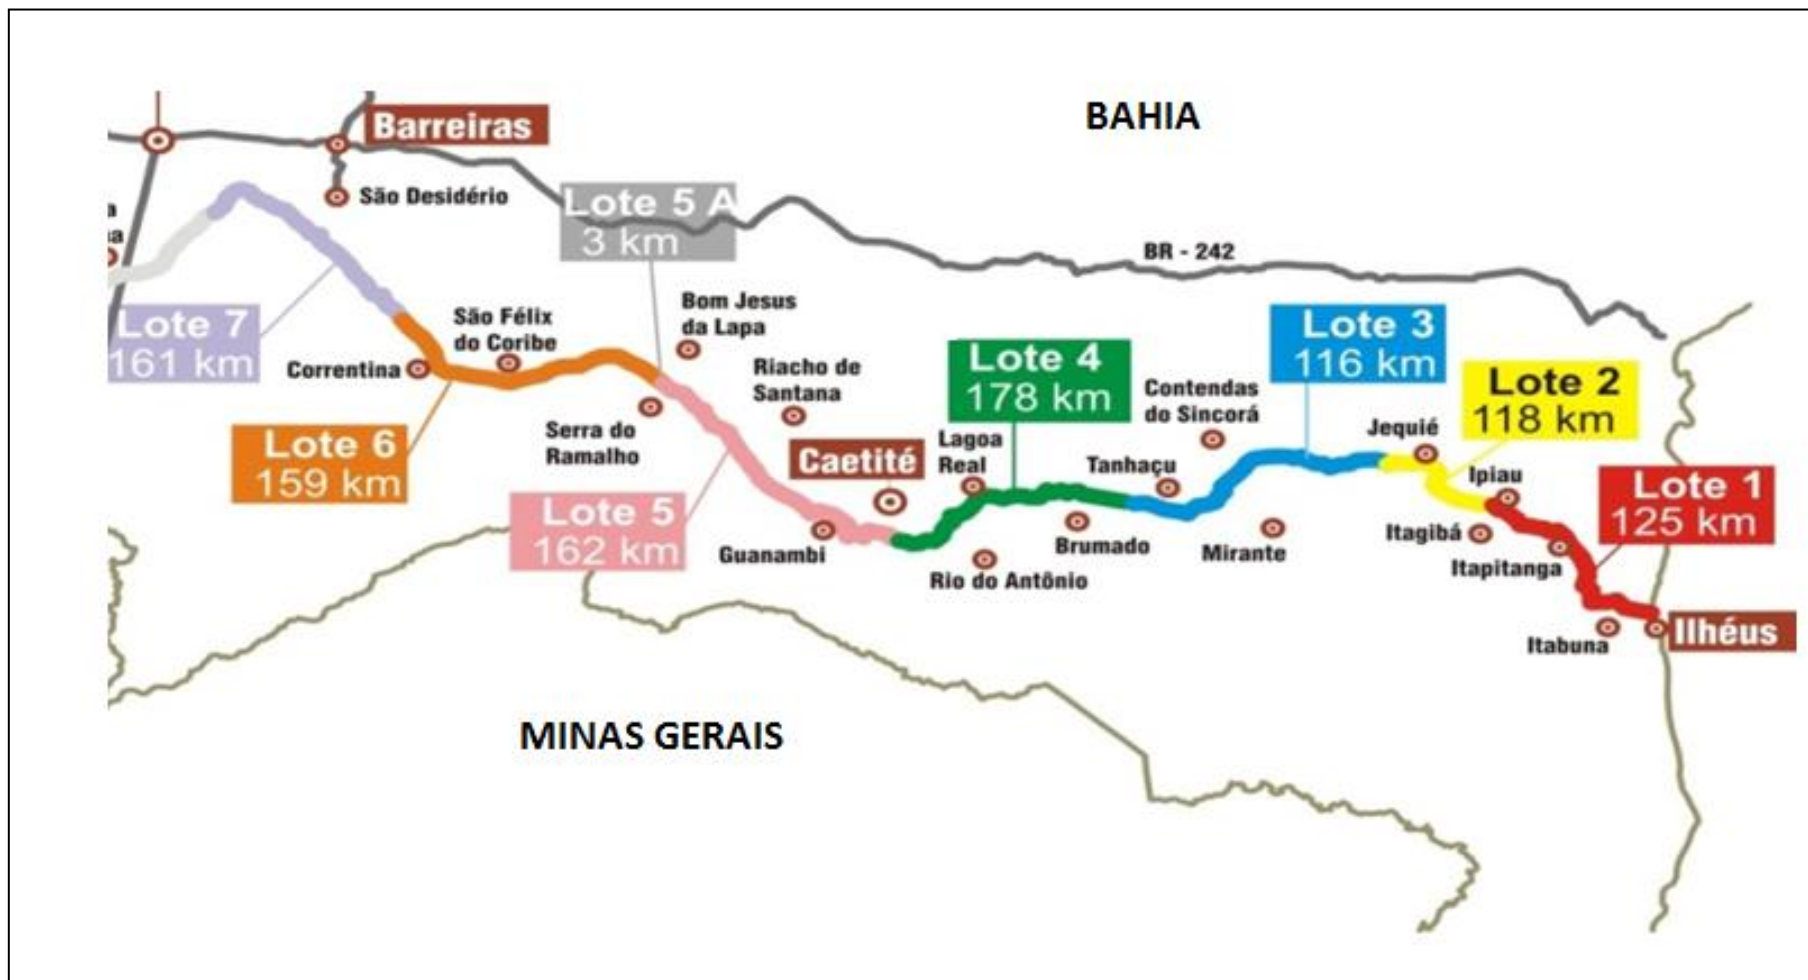 BAHIA
Barreiras
São Desidério
Lote 5 A
3 km
BR - 242
Lote 7
161 km
São Félix
do Coribe
Correntina
Bom Jesus
da Lapa
Riacho de
Santana
Lote 3
116 km
Lote 4
178 km
Contendas
do Sincorá
Lote 2
118 km
Jequié
Lote 6
159 km
Serra do
Ramalho
Caetité
Lagoa
Real
Tanhaçu
Ipiau
Lote 1
125 km
Lote 5
162 km
Guanambi
Rio do Antônio
Brumado
Mirante
Itagibá
Itapitanga
Itabuna
Ilhéus
MINAS GERAIS